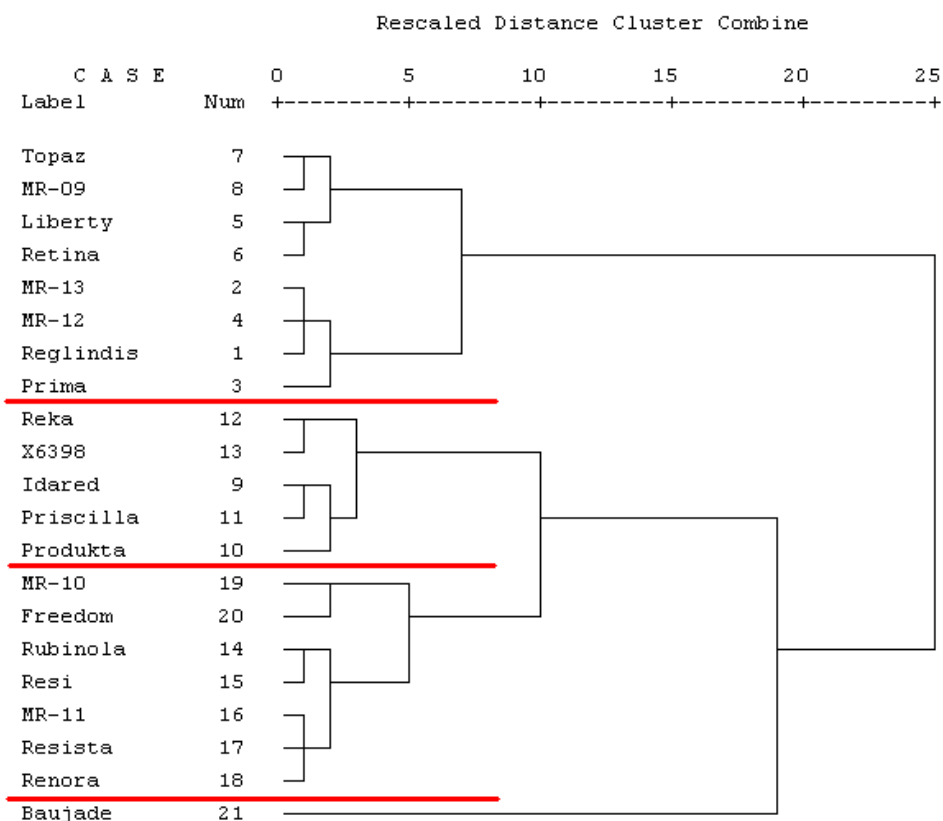 Rescaled Distance Cluster Combine
C A S E 0 5 10 15 20 25
Label Num +---------+---------+---------+---------+---------+
Topaz 7
MR-09 8
Liberty 5
Retina 6
MR-13 2
MR-12 4
Reglindis 1
Prima 3
Reka 12
X6398 13
Idared 9
Priscilla 11
Produkta 10
MR-10 19
Freedom 20
Rubinola 14
Resi 15
MR-11 16
Resista 17
Renora 18
Baujade 21